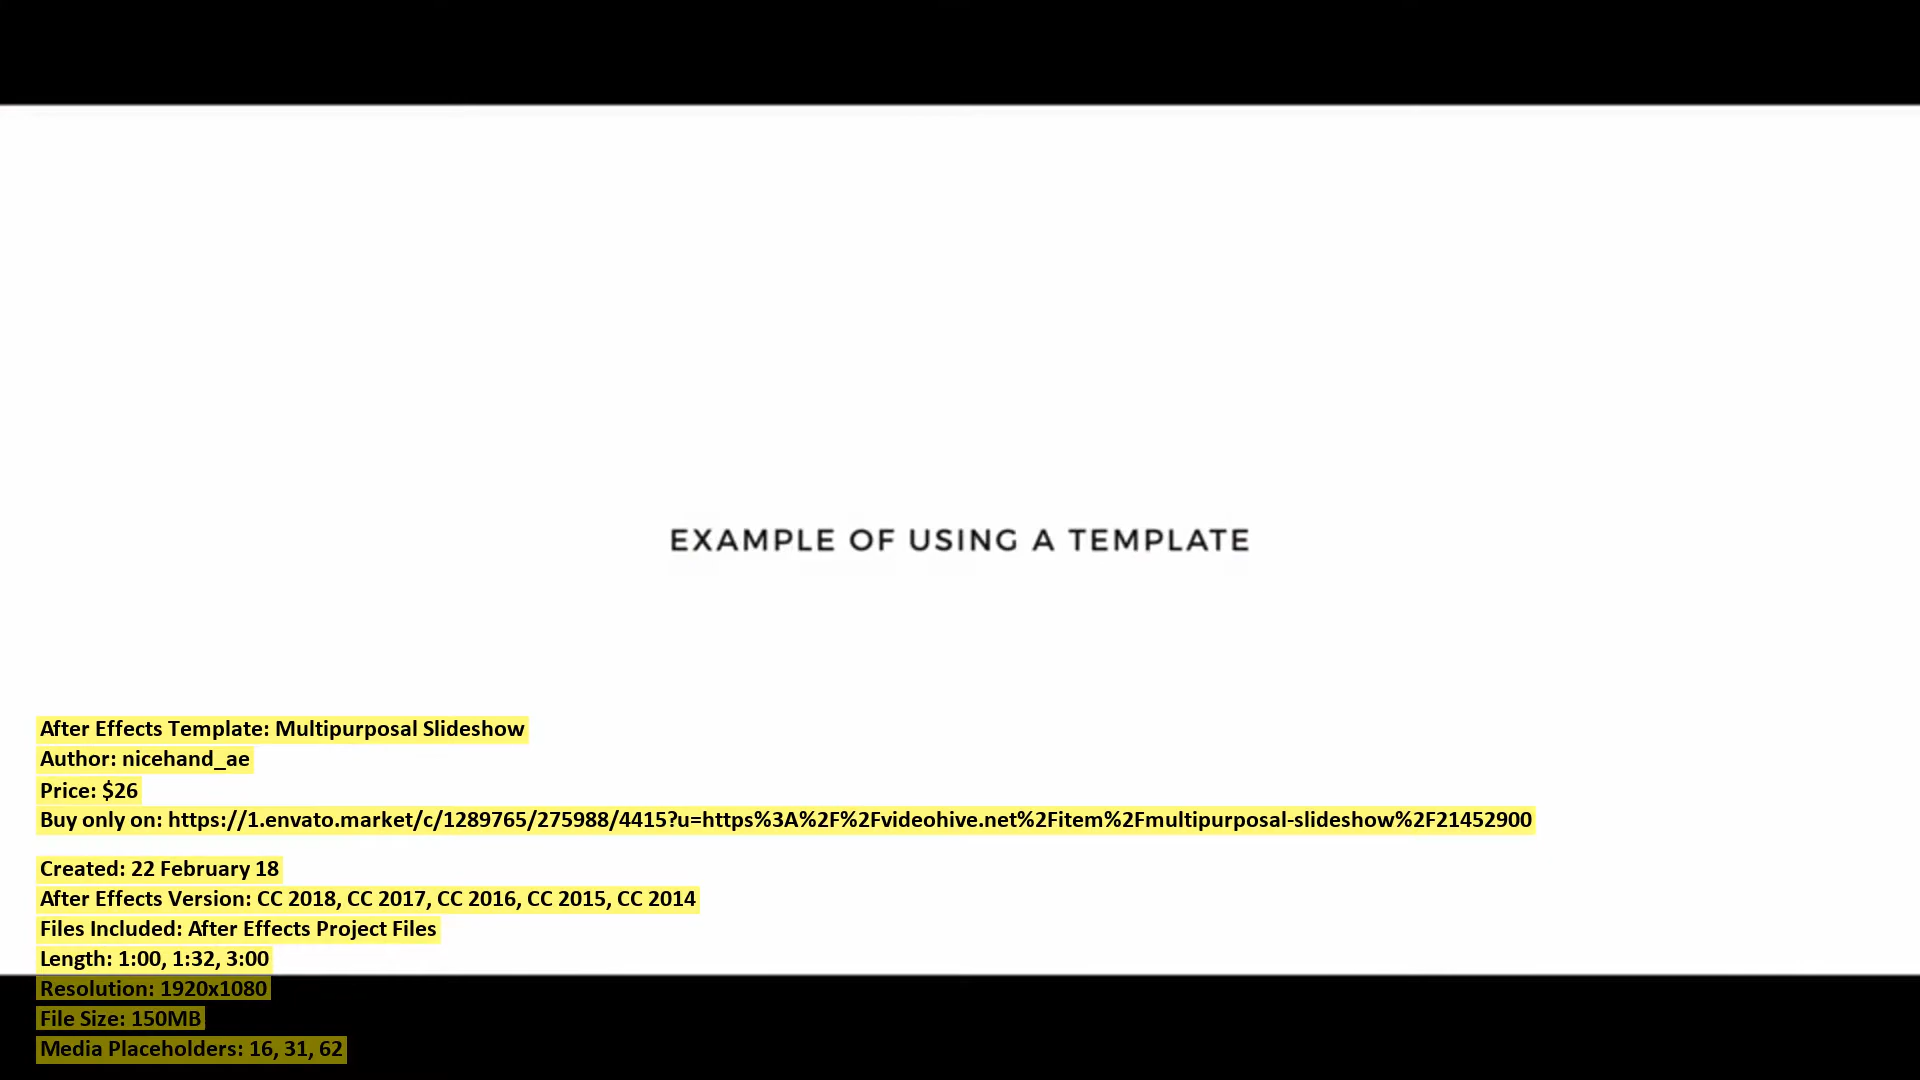 EXAMPLE OF USING A TEMPLATE
After Effects Template: Multipurposal Slideshow
Author: nicehand_ae
Price: $26
Buy only on: https://1.envato.market/c/1289765/275988/4415?u=https%3A%2F%2Fvideohive.net%2Fitem%2Fmultipurposal-slideshow%2F21452900
Created: 22 February 18
After Effects Version: CC 2018, CC 2017, CC 2016, CC 2015, CC 2014
Files Included: After Effects Project Files
Length: 1:00, 1:32, 3:00
Resolution: 1920x1080
File Size: 150MB
Media Placeholders: 16, 31, 62